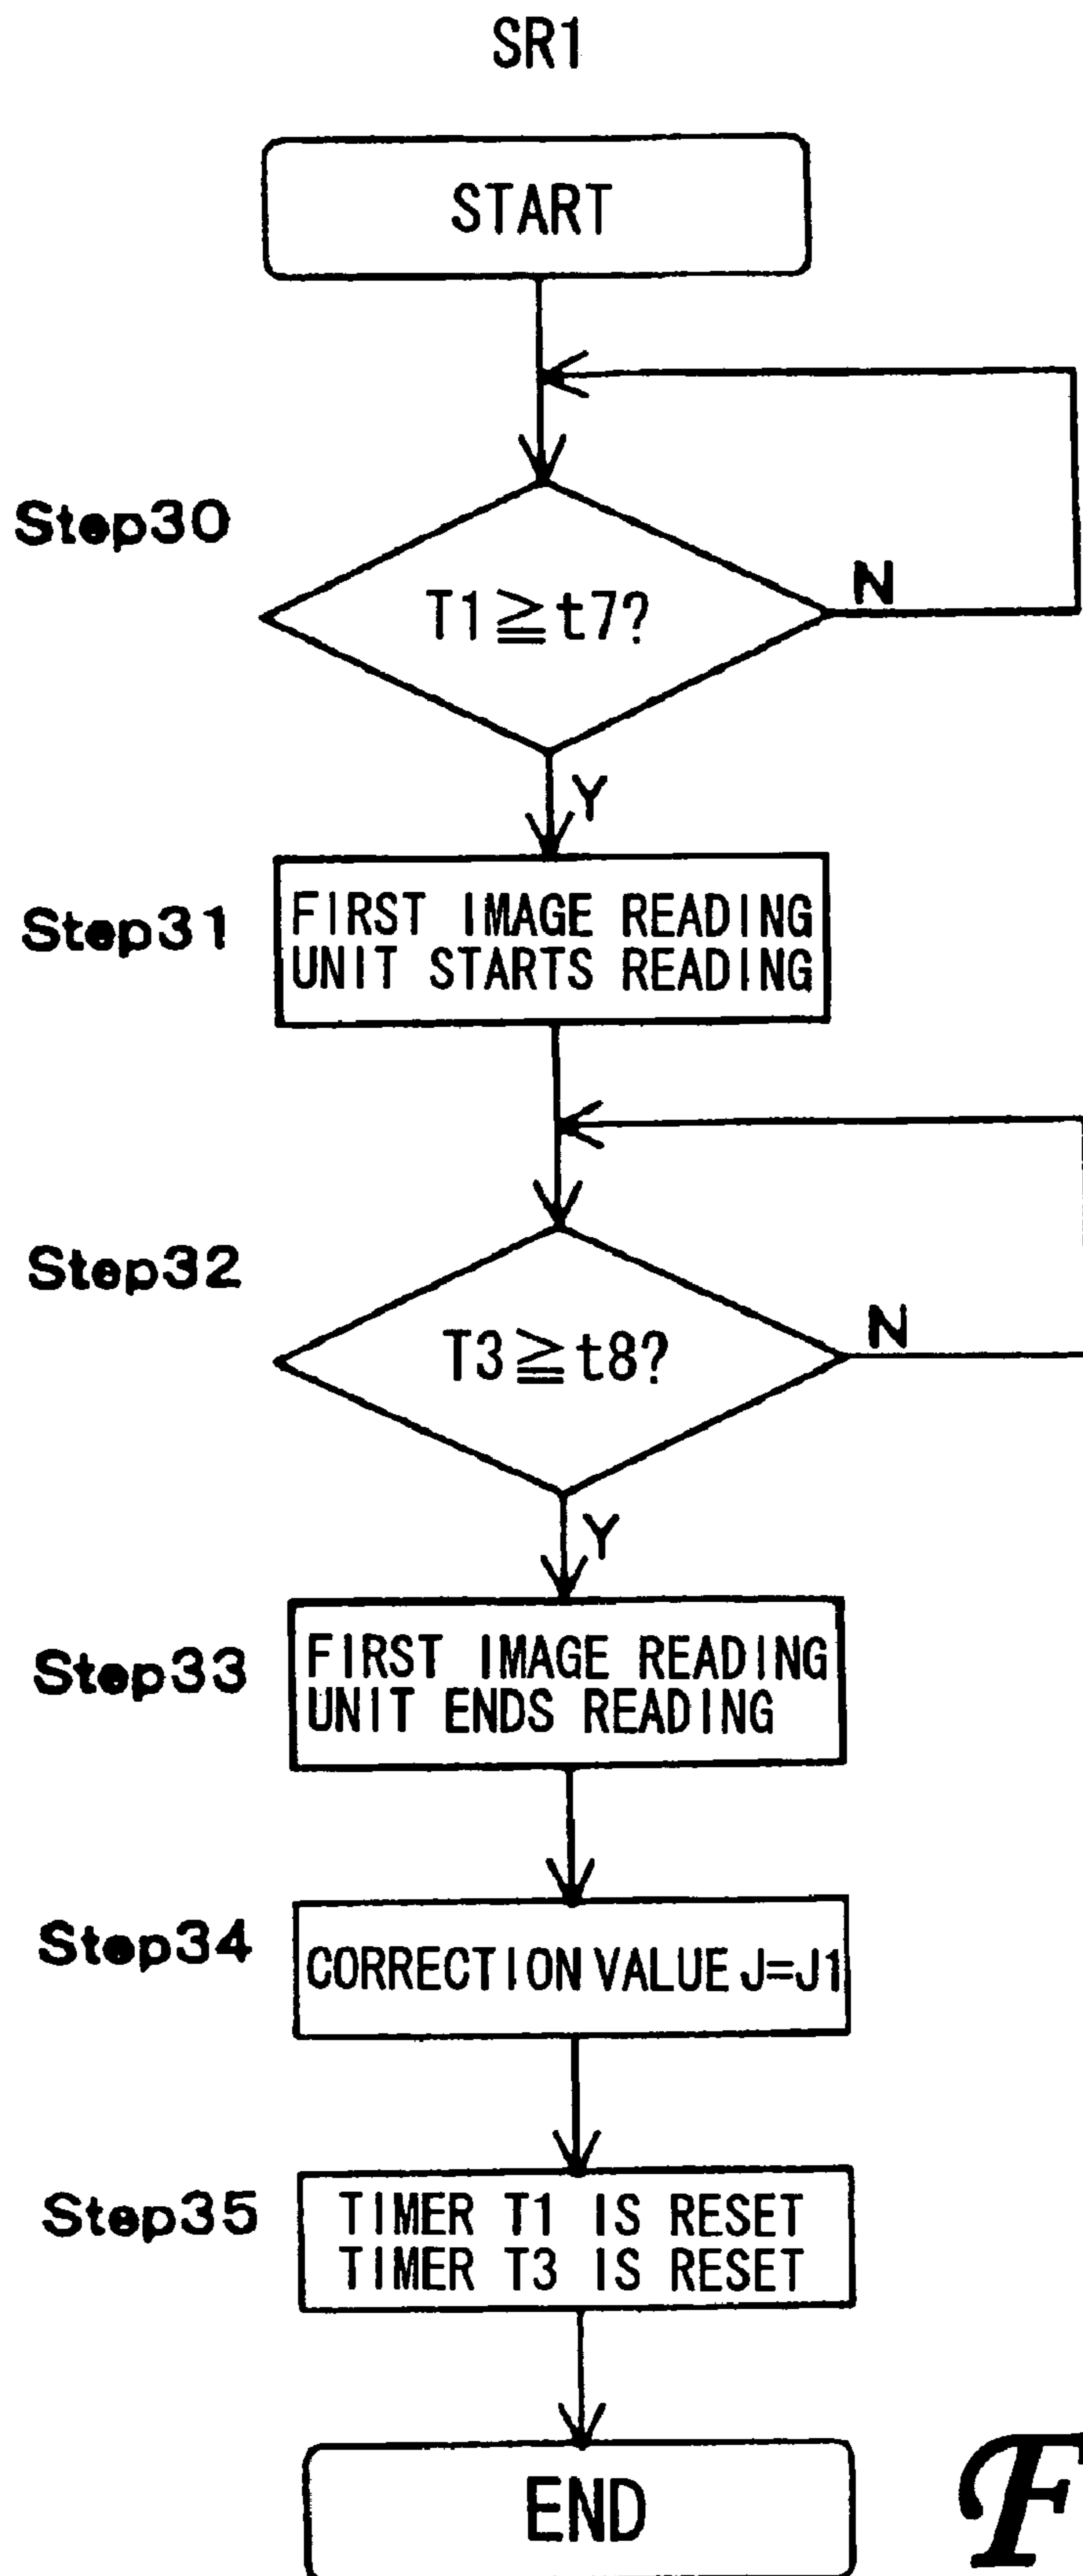 SR1
START
Step30
T1≧t7?
N
Y
Step31
FIRST IMAGE READING
UNIT STARTS READING
Step32
T3≧t8?
N
Y
Step33
FIRST IMAGE READING
UNIT ENDS READING
Step34
CORRECTION VALUE J=J1
Step35
TIMER T1 IS RESET
TIMER T3 IS RESET
END
F